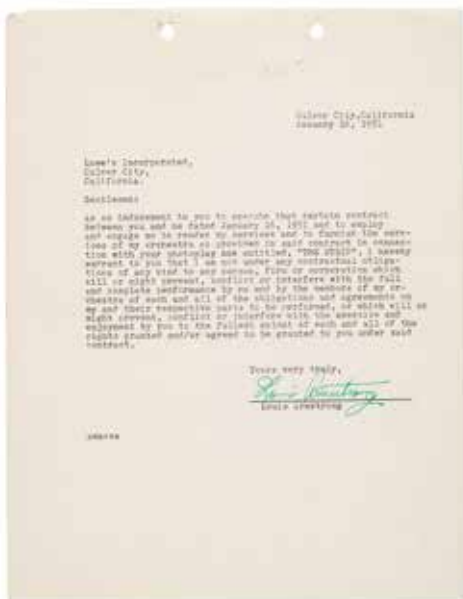 Culver City, California
January 16, 1951
Loew's Incorporated,
Culver City,
California.
Gentlemen:
As an inducement to you to execute that certain contract
between you and me dated January 16, 1951 and to employ
and engage me to render my services and to furnish the serv-
ices of my orchestra as provided in said contract in connec-
tion with your photoplay now entitled, "THE STRIP", I hereby
warrant to you that I am not under any contractual obliga-
tions of any kind to any person, firm or corporation which
will or might prevent, conflict or interfere with the full
and complete performance by me and by the members of my or-
chestra of each and all of the obligations and agreements on
my and their respective parts to be performed, or which will or
might prevent, conflict or interfere with the exercise and
enjoyment by you to the fullest extent of each and all of the
rights granted and/or agreed to be granted to you under said
contract.
Yours very truly,
Louis Armstrong
Louis Armstrong